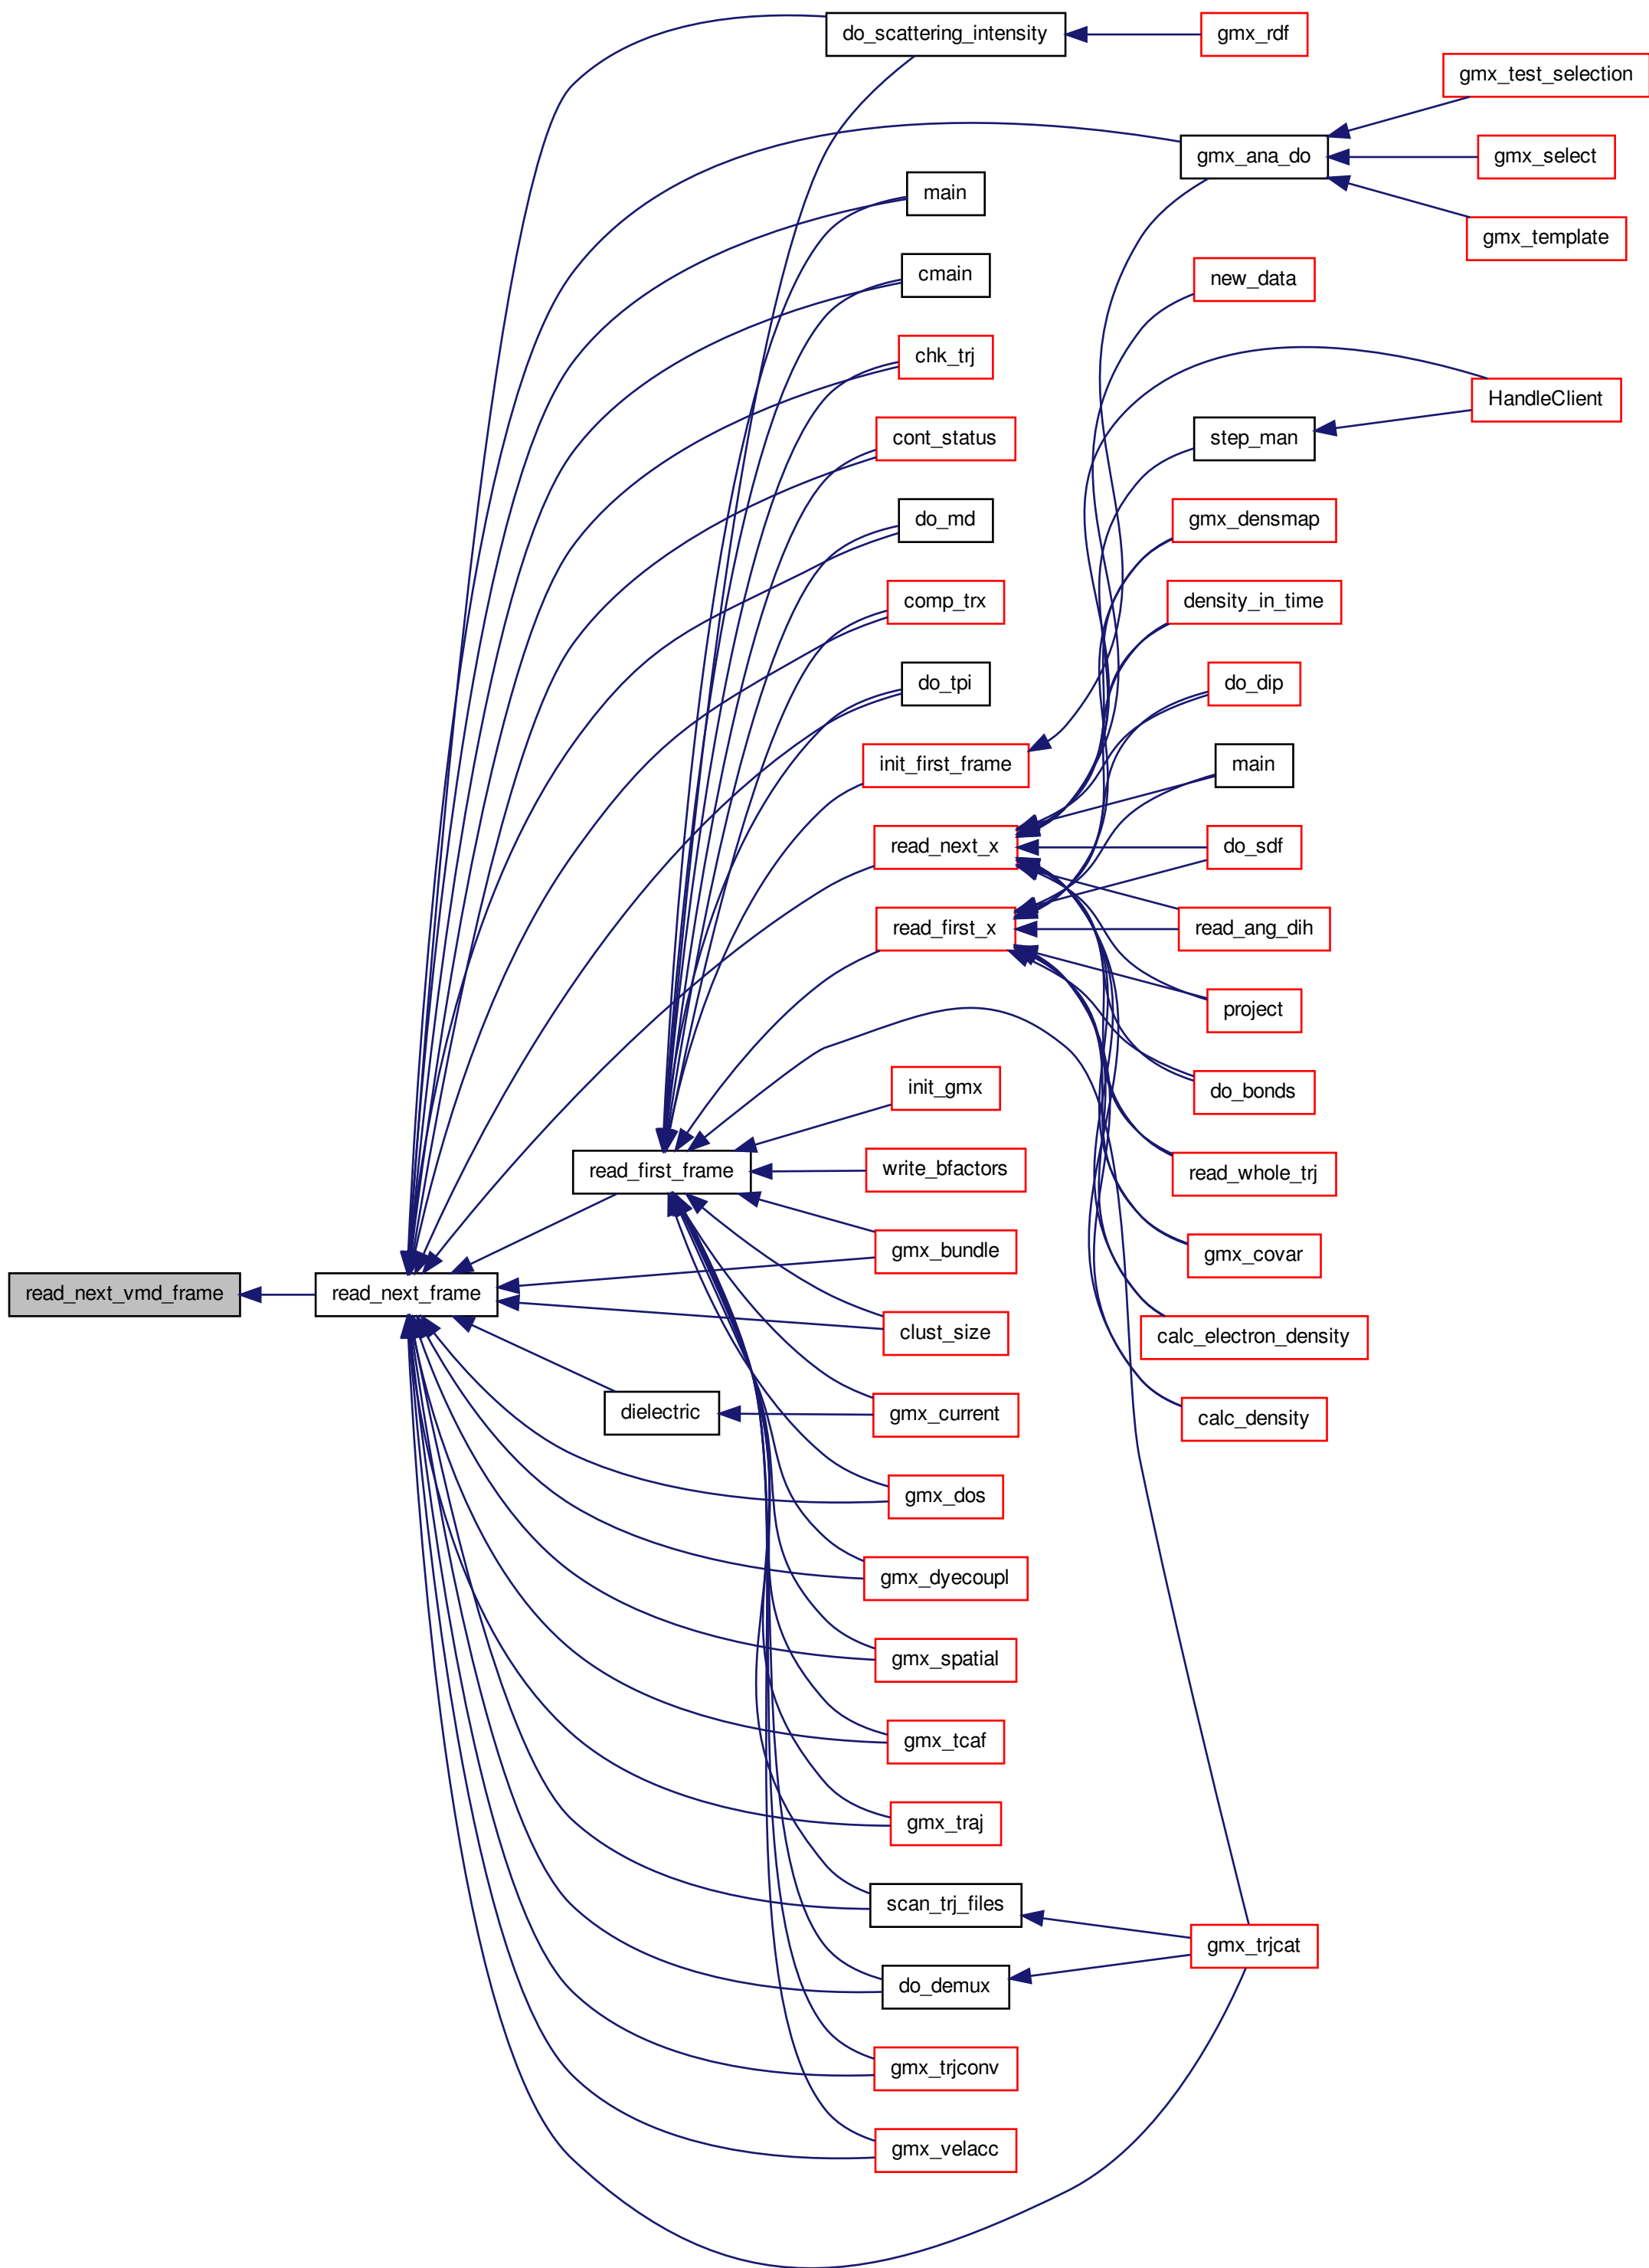 do_scattering_intensity
gmx_rdf
gmx_test_selection
gmx_ana_do
gmx_select
main
gmx_template
cmain
new_data
chk_trj
HandleClient
cont_status
step_man
do_md
gmx_densmap
comp_trx
density_in_time
do_tpi
do_dip
init_first_frame
main
read_next_x
do_sdf
read_first_x
read_ang_dih
project
init_gmx
do_bonds
read_first_frame
write_bfactors
read_whole_trj
gmx_bundle
gmx_covar
read_next_vmd_frame
read_next_frame
clust_size
calc_electron_density
dielectric
gmx_current
calc_density
gmx_dos
gmx_dyecoupl
gmx_spatial
gmx_tcaf
gmx_traj
scan_trj_files
gmx_trjcat
do_demux
gmx_trjconv
gmx_velacc